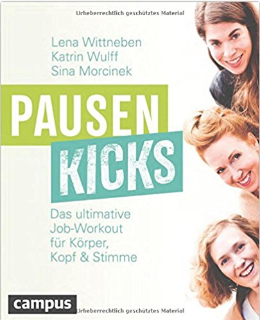 Urheberrechtlich geschütztes Material
Lena Wittneben
Katrin Wulff
Sina Morcinek
PAUSEN
KICKS
Das ultimative
Job-Workout
für Körper,
Kopf & Stimme
campus
Urheberrechtlich geschütztes Material